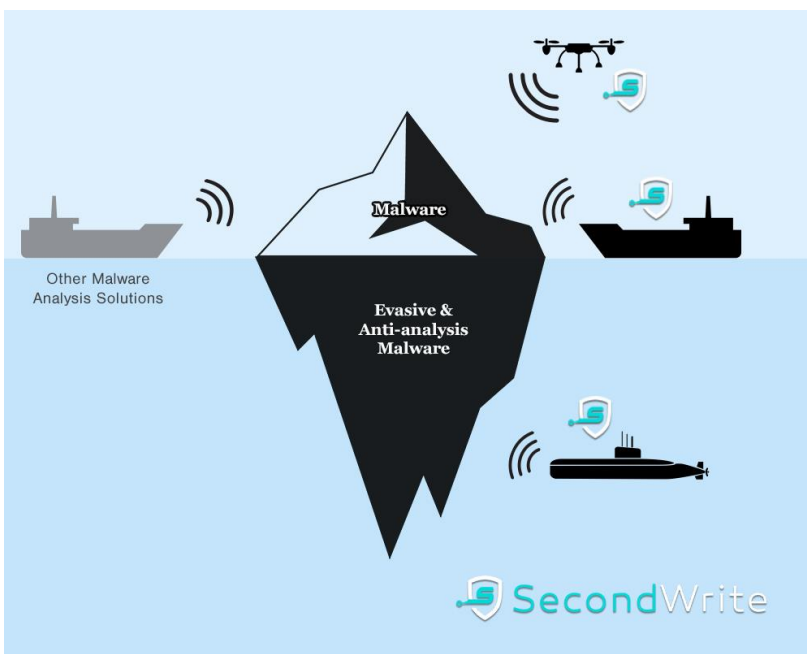 Malware
Other Malware
Analysis Solutions
Evasive &
Anti-analysis
Malware
S
S
S
S SecondWrite